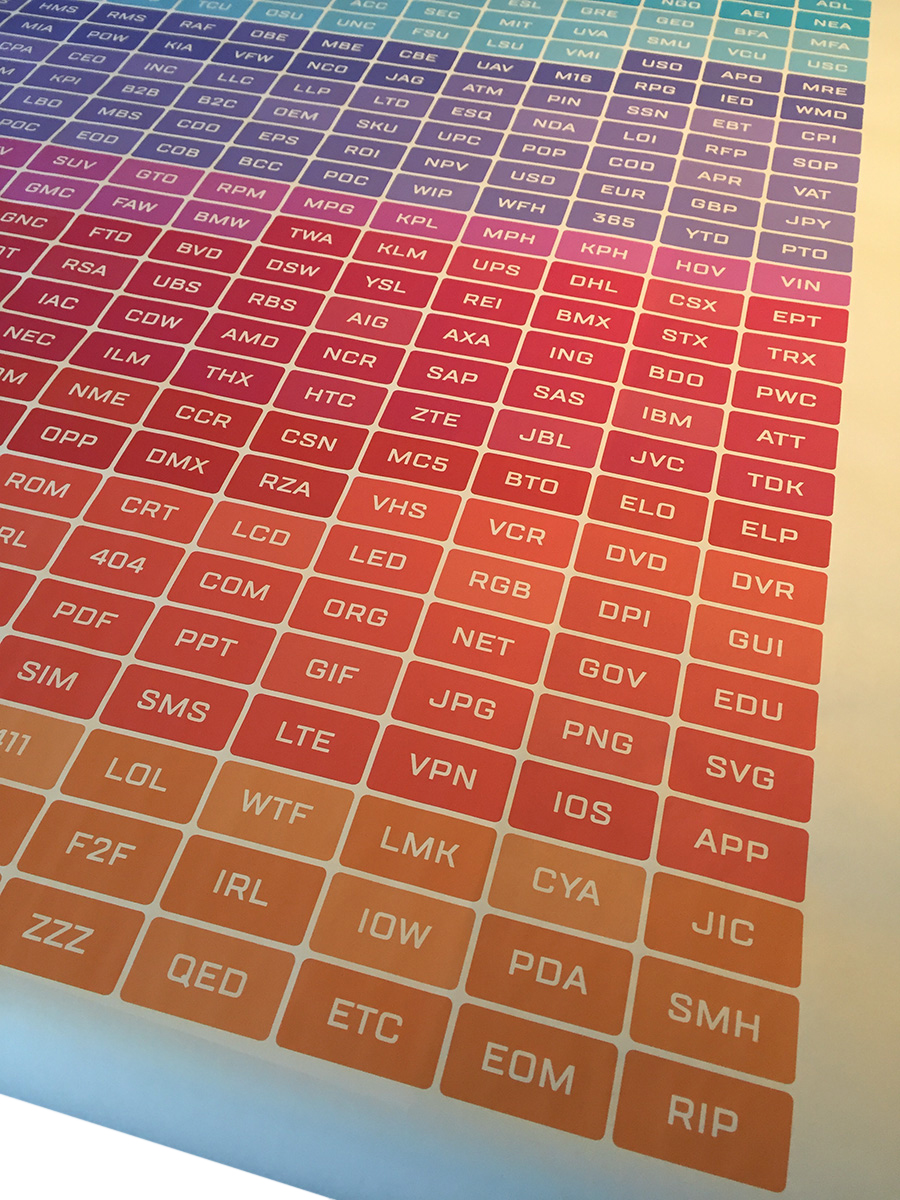 AOL
NGO AEI NEA
ESL GRE GEO BFA MFA
ACC SEC MIT UVA SMU VCU USC
TCU OSU UNC FSU LSU VMI USO APO MRE
HMS RMS RAF OBE MBE CBE UAV M16 RPG IED WMD
MIA POW KIA VFW NCO JAG ATM PIN SSN EBT CPI
CPA CEO INC LLC LLP LTD ESQ NDA LOI RFP SOP
KPI B2B B2C OEM SKU UPC POP COD APR VAT
LBO MBS CDO EPS ROI NPV USD EUR GBP JPY
POC EOD COB BCC POC WIP WFH 365 YTD PTO
SUV GTO RPM MPG KPL MPH KPH HOV VIN
GMC FAW BMW TWA KLM UPS DHL CSX EPT
GNC FTD BVD DSW YSL REI BMX STX TRX
RSA UBS RBS AIG AXA ING BDO PWC
IAC CDW AMD NCR SAP SAS IBM ATT
NEC ILM THX HTC ZTE JBL JVC TDK
NME CCR CSN MC5 BTO ELO ELP
OPP DMX RZA VHS VCR DVD DVR
ROM CRT LCD LED RGB DPI GUI
404 COM ORG NET GOV EDU
PDF PPT GIF JPG PNG SVG
SIM SMS LTE VPN IOS APP
411 LOL WTF LMK CYA JIC
F2F IRL IOW PDA SMH
ZZZ QED ETC EOM RIP